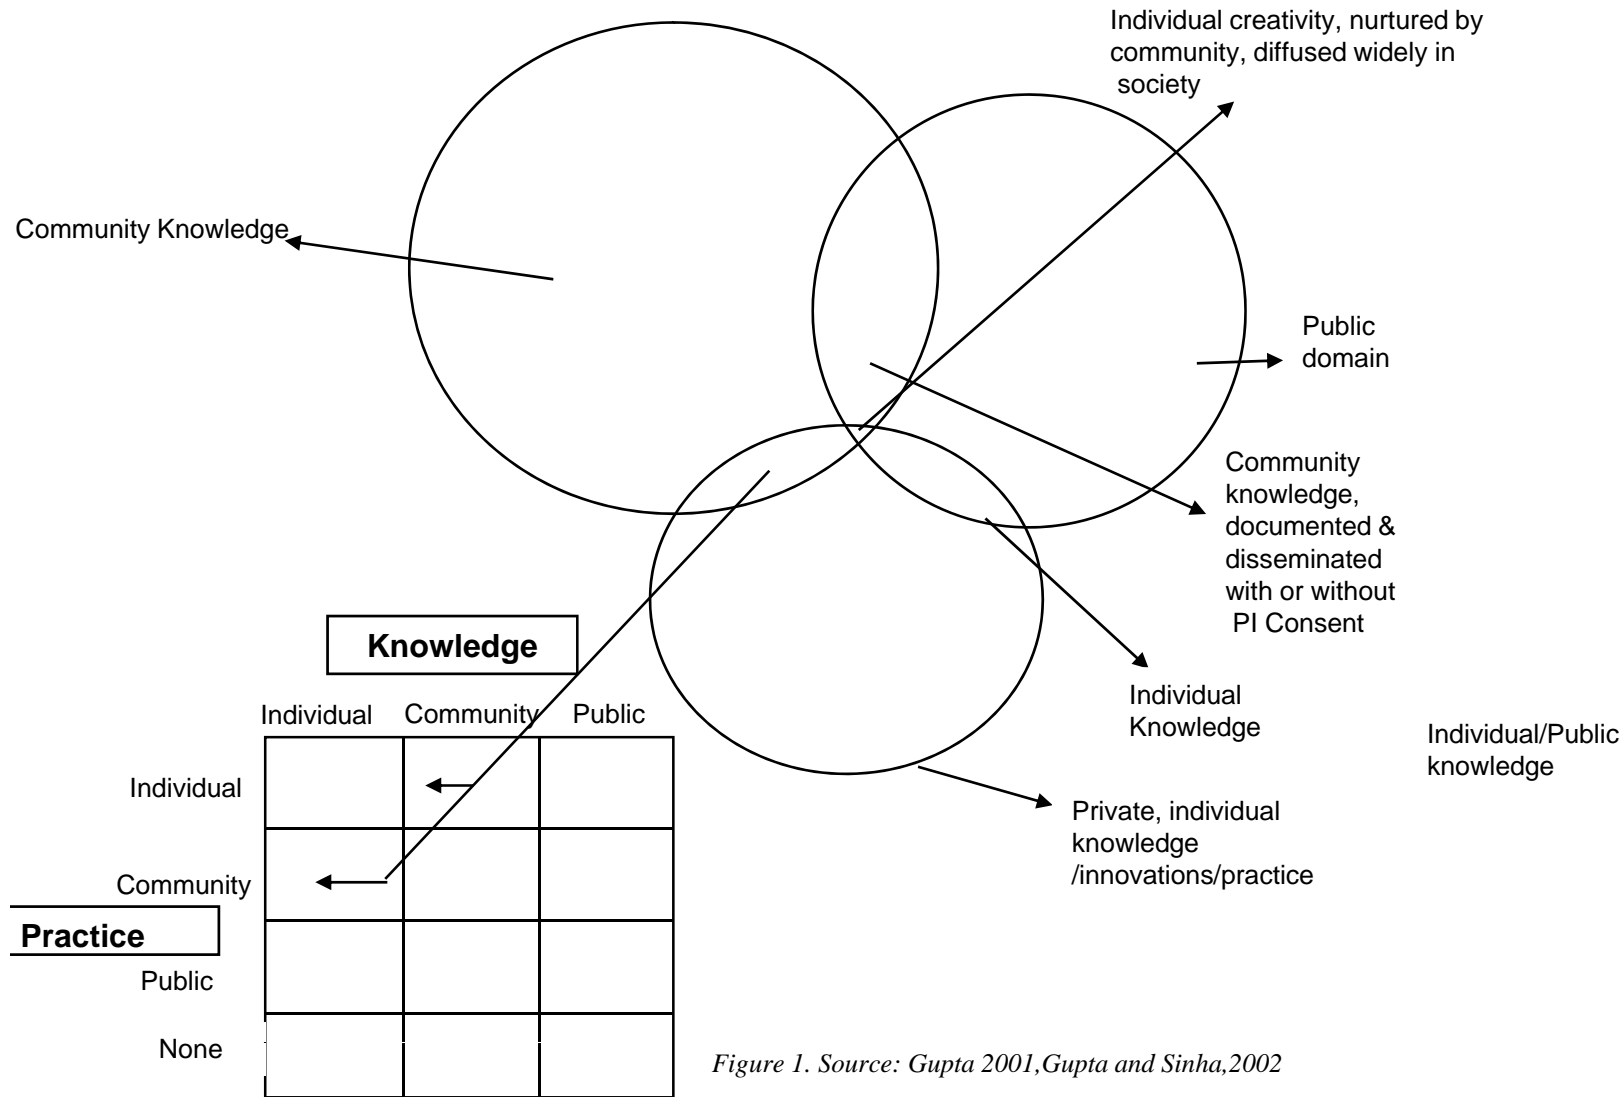 Individual creativity, nurtured by
community, diffused widely in
society
Community Knowledge
Public
domain
Community
knowledge,
documented &
disseminated
with or without
PI Consent
Knowledge
Individual Community Public
Individual
Knowledge
Individual/Public
knowledge
Individual
Private, individual
knowledge
/innovations/practice
Community
Practice
Public
None
Figure 1. Source: Gupta 2001,Gupta and Sinha,2002